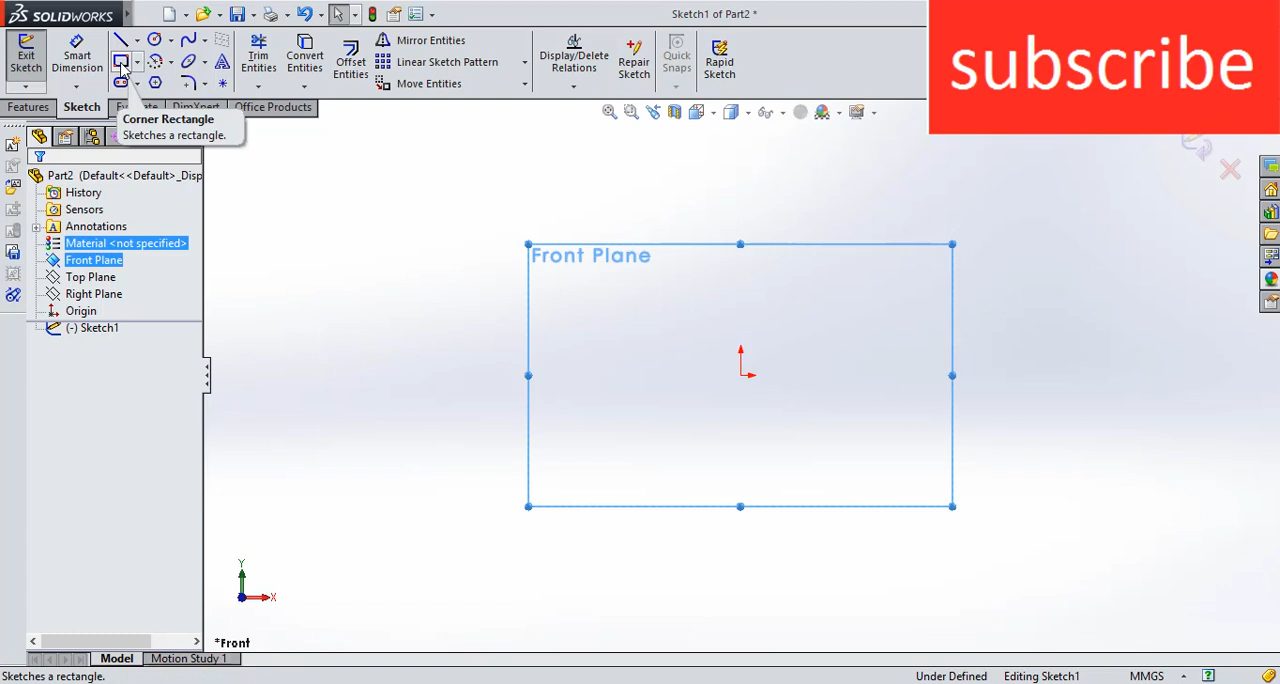 SOLIDWORKS
Sketch1 of Part2 *
subscribe
Exit Sketch
Smart Dimension
Trim Entities
Convert Entities
Offset Entities
Mirror Entities
Linear Sketch Pattern
Move Entities
Display/Delete Relations
Repair Sketch
Quick Snaps
Rapid Sketch
Features
Sketch
Evaluate
DimXpert
Office Products
Corner Rectangle
Sketches a rectangle.
Part2 (Default<<Default>_Disp
History
Sensors
Annotations
Material <not specified>
Front Plane
Top Plane
Right Plane
Origin
(-) Sketch1
Front Plane
Y
X
*Front
Model
Motion Study 1
Sketches a rectangle.
Under Defined
Editing Sketch1
MMGS